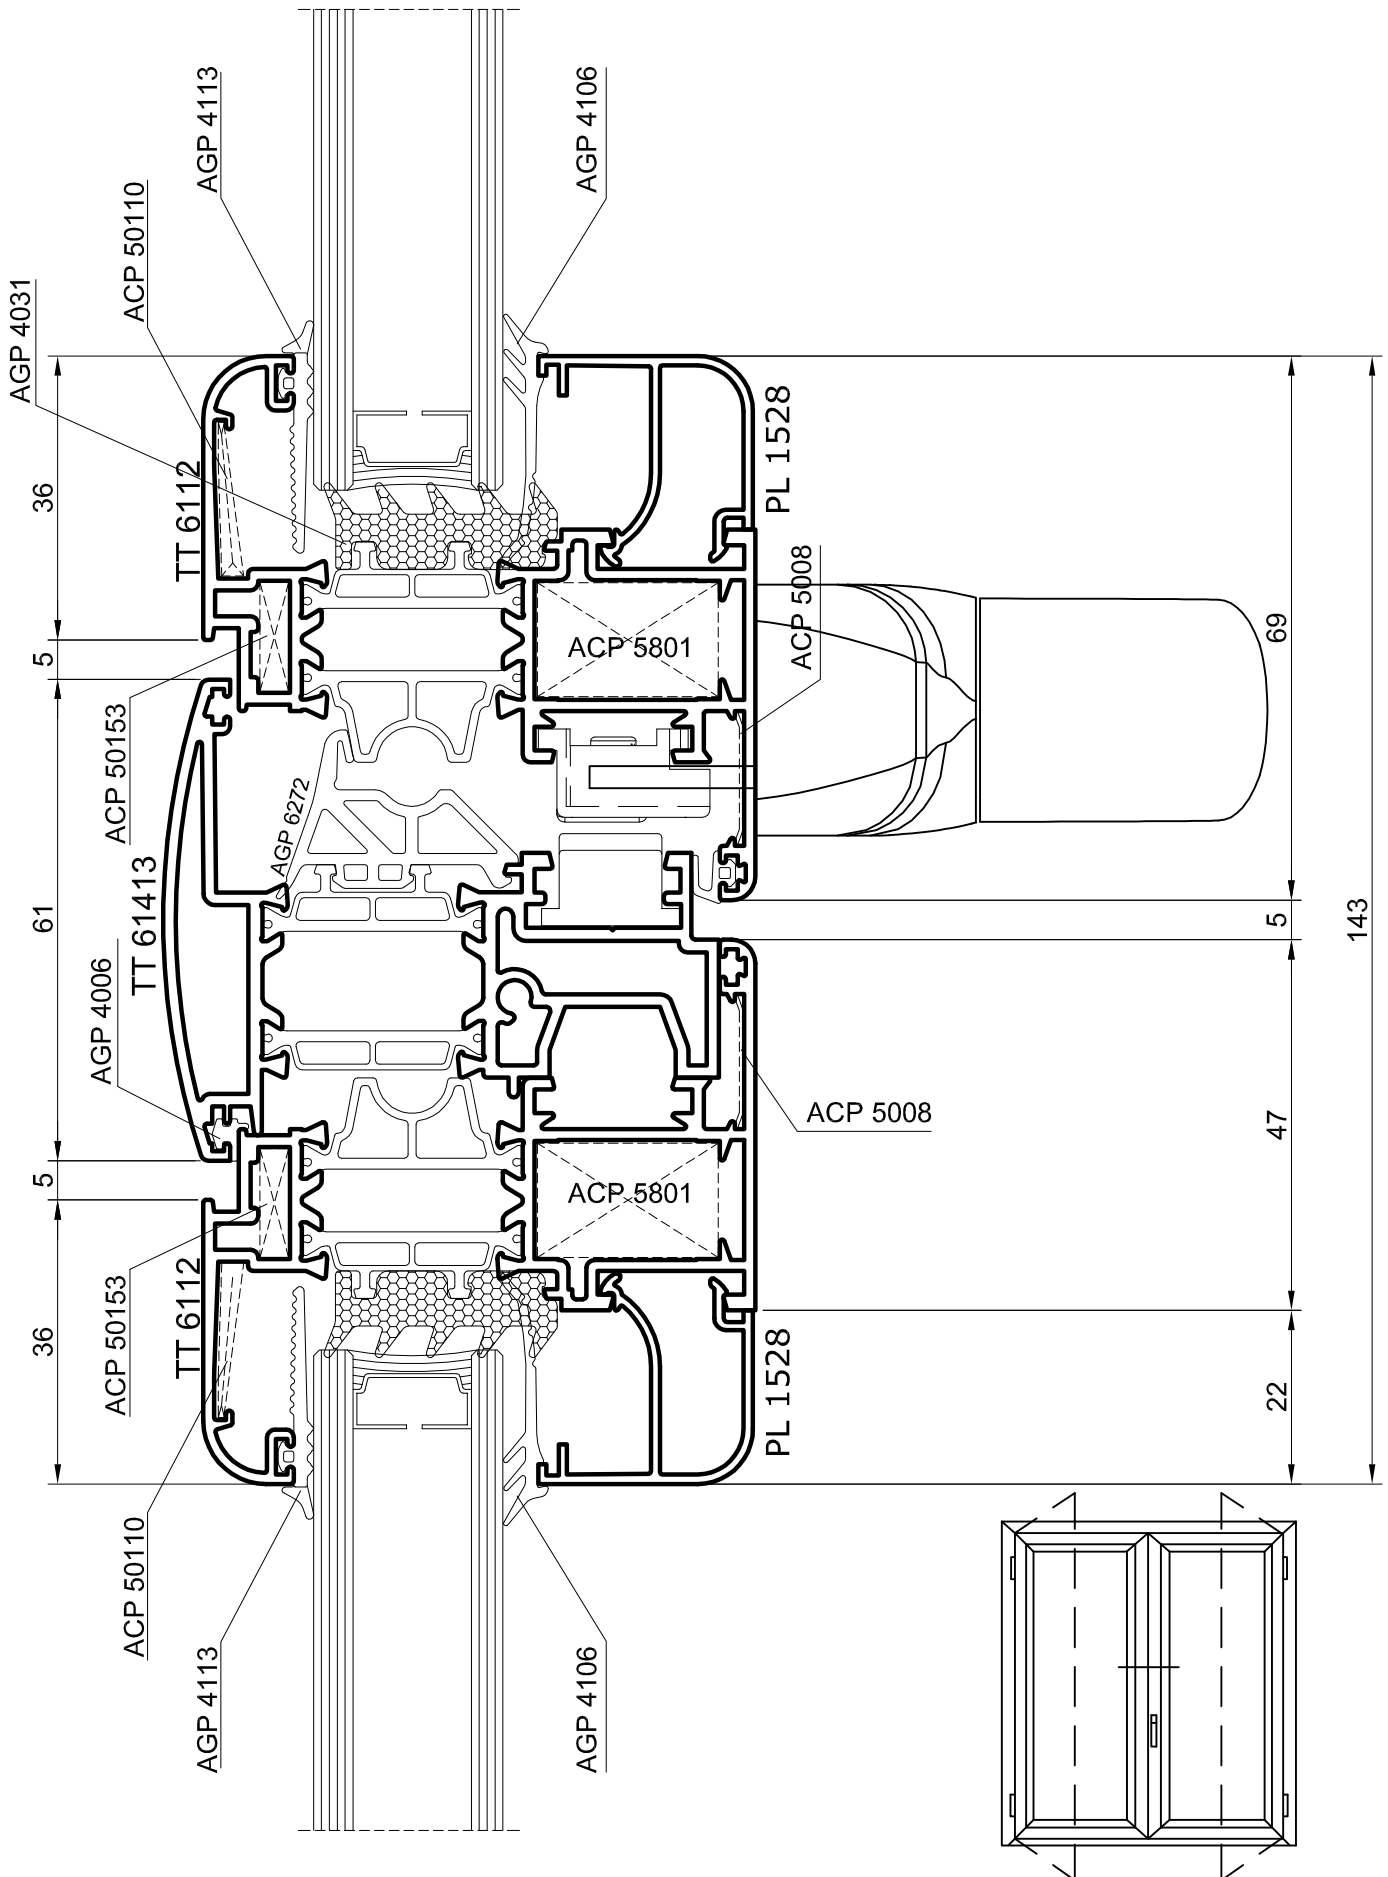 AGP 4113
AGP 4106
ACP 50110
AGP 4031
36
TT 6112
PL 1528
ACP 5008
ACP 5801
69
5
ACP 50153
TT 61413
AGP 6272
61
AGP 4006
5
143
ACP 5008
47
5
ACP 5801
ACP 50153
TT 6112
36
PL 1528
22
ACP 50110
AGP 4113
AGP 4106